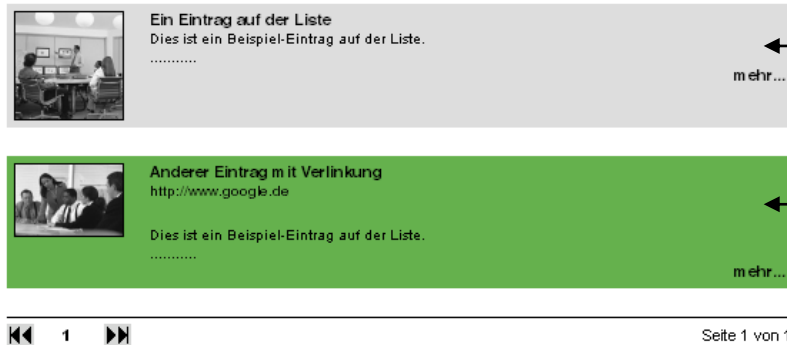 Ein Eintrag auf der Liste
Dies ist ein Beispiel-Eintrag auf der Liste.
...........
mehr...
Anderer Eintrag mit Verlinkung
http://www.google.de
Dies ist ein Beispiel-Eintrag auf der Liste.
...........
mehr...
1
Seite 1 von 1